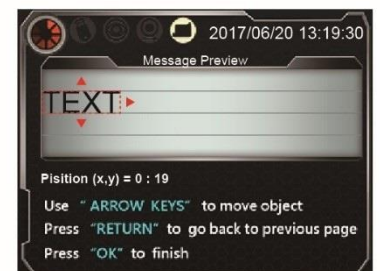 2017/06/20 13:19:30
Message Preview
TEXT
Pisition (x,y) = 0 : 19
Use “ARROW KEYS” to move object
Press “RETURN” to go back to previous page
Press “OK” to finish